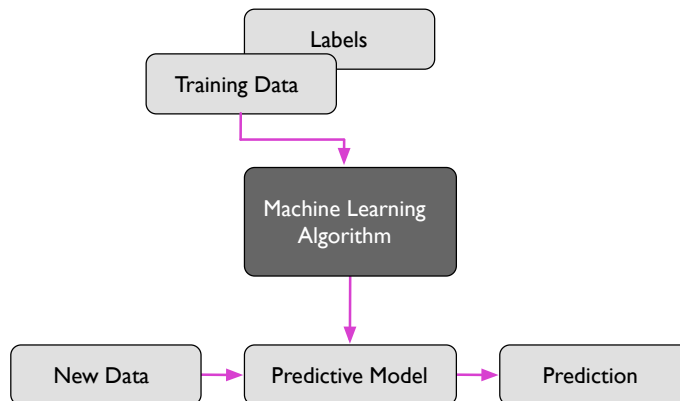 Labels
Training Data
Machine Learning
Algorithm
New Data
Predictive Model
Prediction